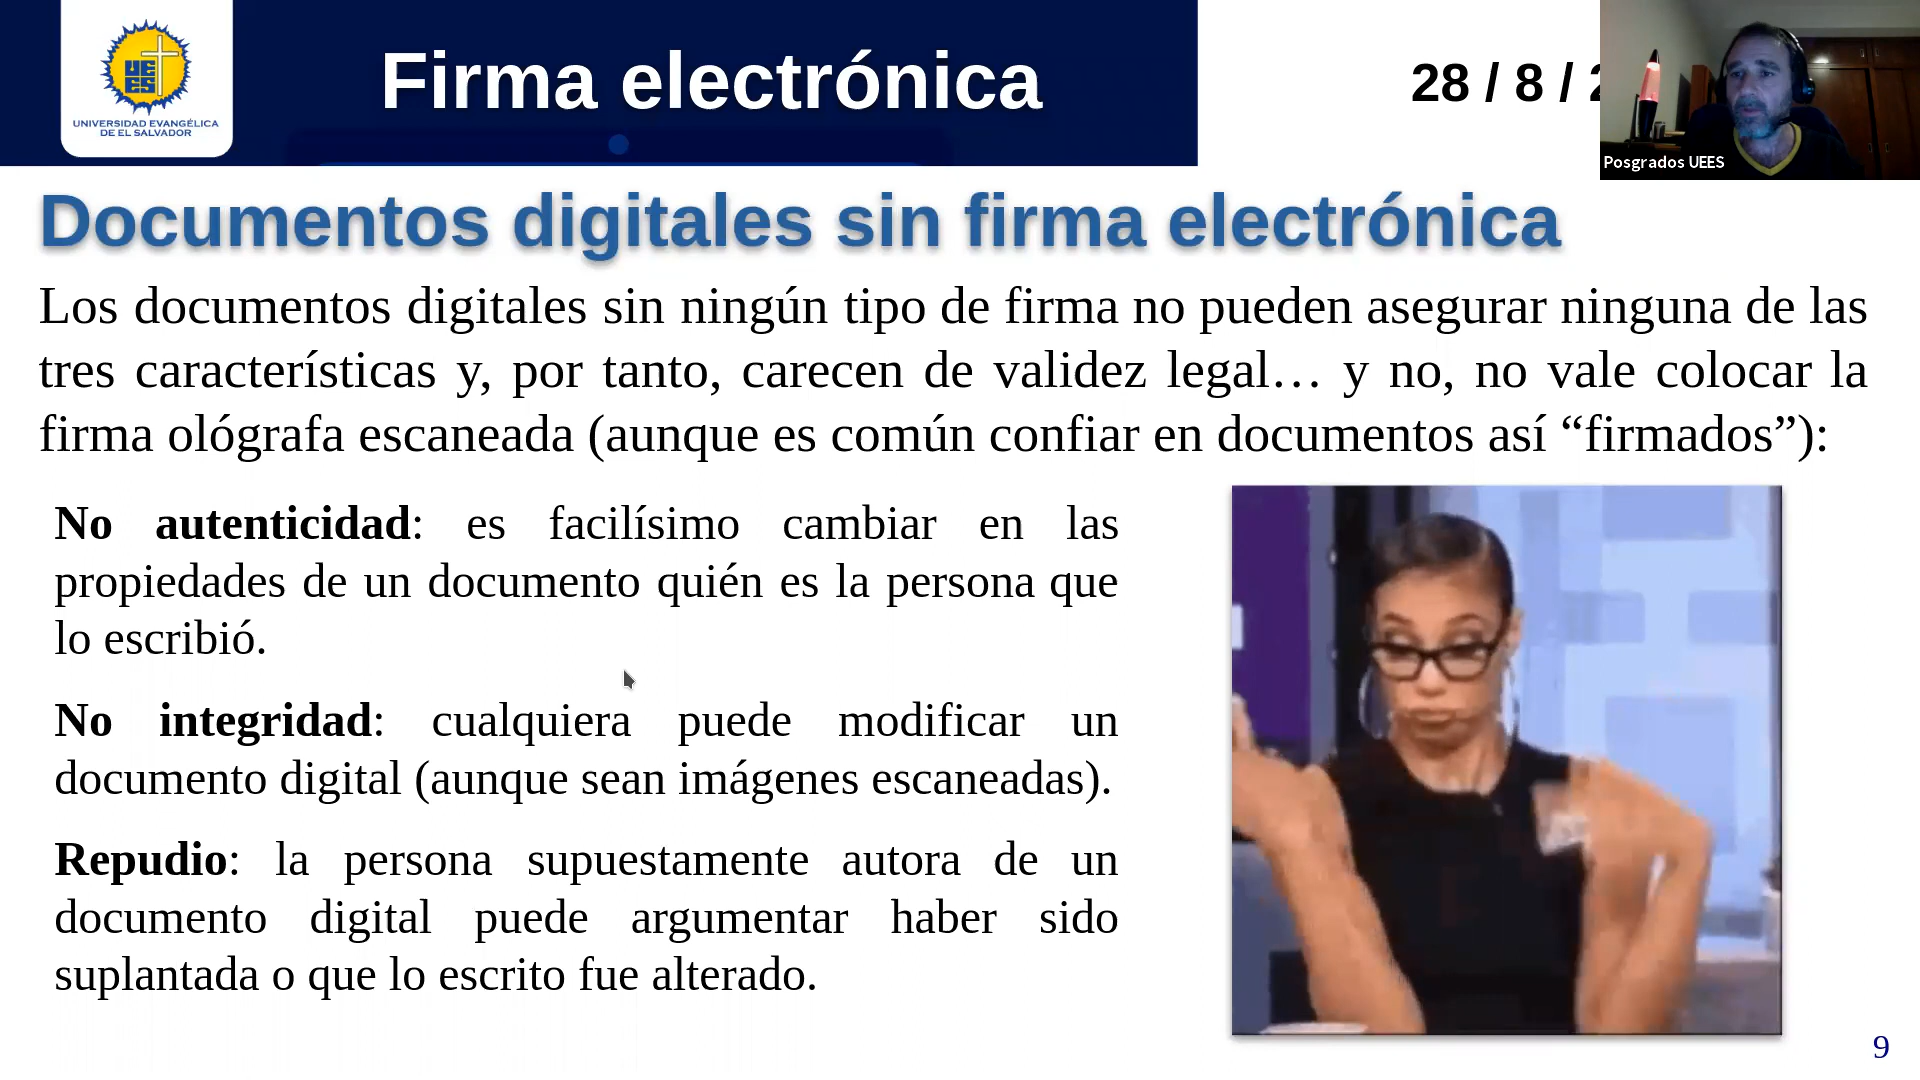 UEES
UNIVERSIDAD EVANGÉLICA
DE EL SALVADOR
Firma electrónica
28 / 8 /
Posgrados UEES
Documentos digitales sin firma electrónica
Los documentos digitales sin ningún tipo de firma no pueden asegurar ninguna de las
tres características y, por tanto, carecen de validez legal… y no, no vale colocar la
firma ológrafa escaneada (aunque es común confiar en documentos así “firmados”):
No autenticidad: es facilísimo cambiar en las
propiedades de un documento quién es la persona que
lo escribió.
No integridad: cualquiera puede modificar un
documento digital (aunque sean imágenes escaneadas).
Repudio: la persona supuestamente autora de un
documento digital puede argumentar haber sido
suplantada o que lo escrito fue alterado.
9